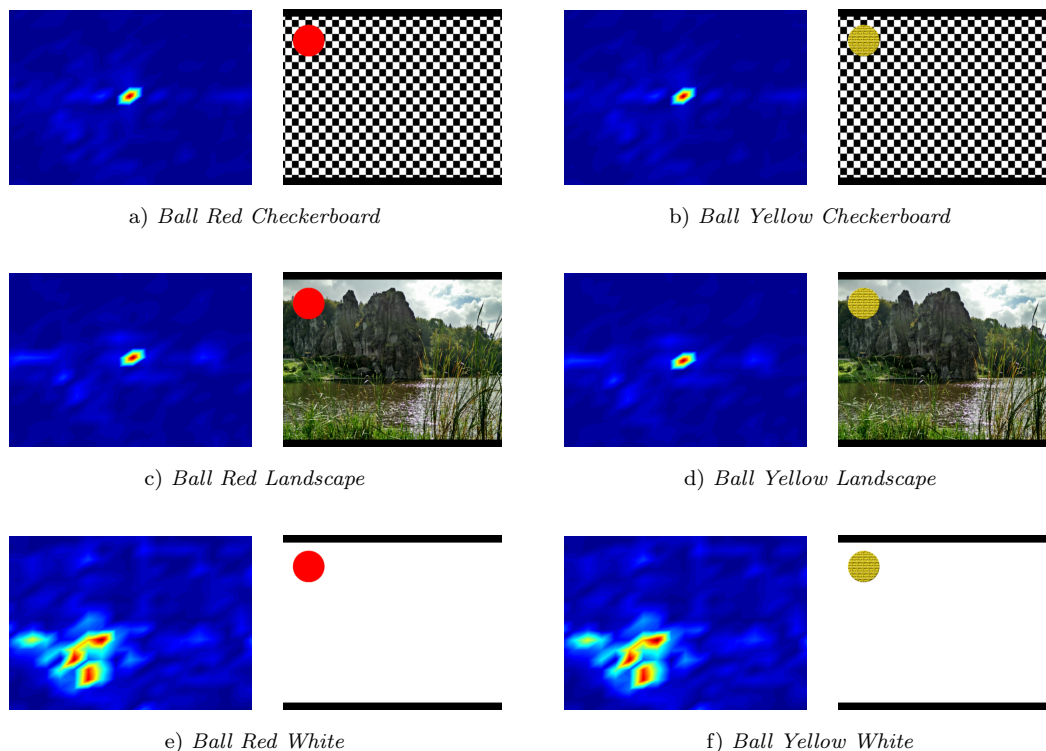 a) Ball Red Checkerboard
b) Ball Yellow Checkerboard
c) Ball Red Landscape
d) Ball Yellow Landscape
e) Ball Red White
f) Ball Yellow White